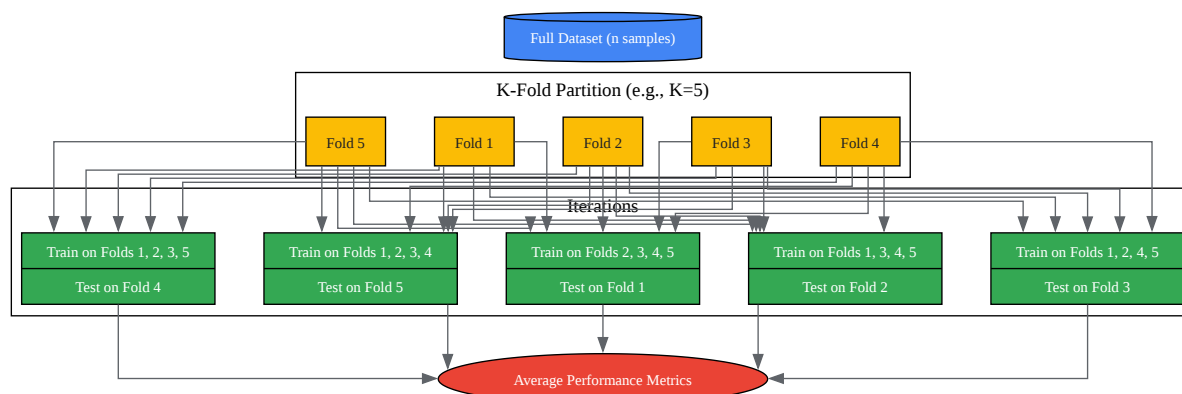 Full Dataset (n samples)
K-Fold Partition (e.g., K=5)
Fold 5
Fold 1
Fold 2
Fold 3
Fold 4
Iterations
Train on Folds 1, 2, 3, 5
Test on Fold 4
Train on Folds 1, 2, 3, 4
Test on Fold 5
Train on Folds 2, 3, 4, 5
Test on Fold 1
Train on Folds 1, 3, 4, 5
Test on Fold 2
Train on Folds 1, 2, 4, 5
Test on Fold 3
Average Performance Metrics